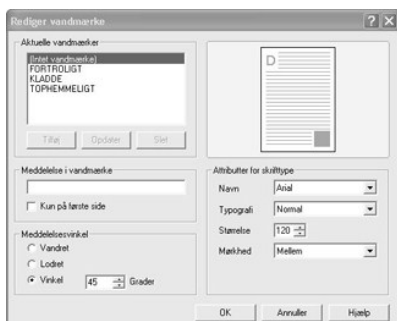 Rediger vandmærke
Aktuelle vandmærker
(Intet vandmærke)
FORTROLIGT
KLADDE
TOPHEMMELIGT
Tilføj Opdater Slet
D
Meddelelse i vandmærke
Kun på første side
Meddelelsesvinkel
Vandret
Lodret
Vinkel 45 Grader
Attributter for skrifttype
Navn Arial
Typografi Normal
Størrelse 120
Mørkhed Mellem
OK Annuller Hjælp